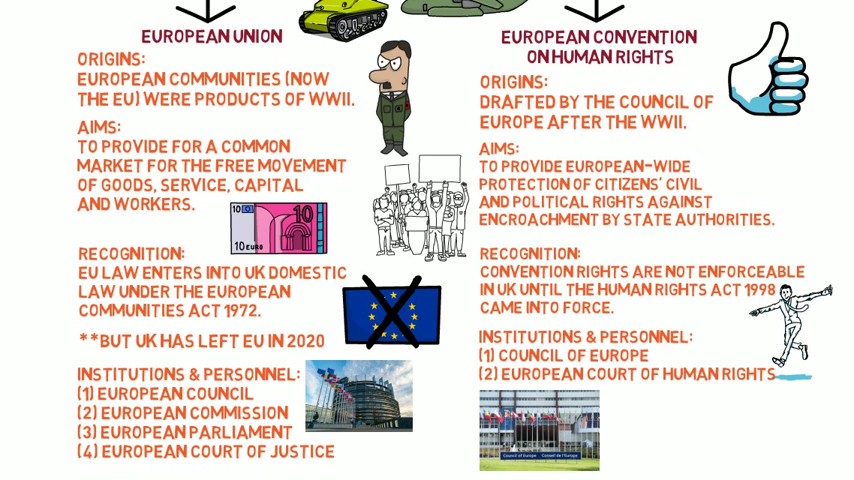 EUROPEAN UNION
ORIGINS:
EUROPEAN COMMUNITIES (NOW
THE EU) WERE PRODUCTS OF WWII.
AIMS:
TO PROVIDE FOR A COMMON
MARKET FOR THE FREE MOVEMENT
OF GOODS, SERVICE, CAPITAL
AND WORKERS.
10
10
10 EURO
RECOGNITION:
EU LAW ENTERS INTO UK DOMESTIC
LAW UNDER THE EUROPEAN
COMMUNITIES ACT 1972.
**BUT UK HAS LEFT EU IN 2020
INSTITUTIONS & PERSONNEL:
(1) EUROPEAN COUNCIL
(2) EUROPEAN COMMISSION
(3) EUROPEAN PARLIAMENT
(4) EUROPEAN COURT OF JUSTICE
EUROPEAN CONVENTION
ON HUMAN RIGHTS
ORIGINS:
DRAFTED BY THE COUNCIL OF
EUROPE AFTER THE WWII.
AIMS:
TO PROVIDE EUROPEAN-WIDE
PROTECTION OF CITIZENS' CIVIL
AND POLITICAL RIGHTS AGAINST
ENCROACHMENT BY STATE AUTHORITIES.
RECOGNITION:
CONVENTION RIGHTS ARE NOT ENFORCEABLE
IN UK UNTIL THE HUMAN RIGHTS ACT 1998
CAME INTO FORCE.
INSTITUTIONS & PERSONNEL:
(1) COUNCIL OF EUROPE
(2) EUROPEAN COURT OF HUMAN RIGHTS
Council of Europe Conseil de l'Europe